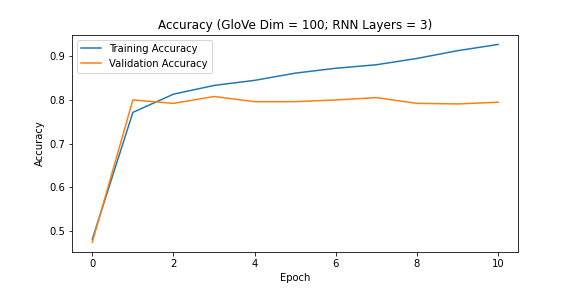 Accuracy (GloVe Dim = 100; RNN Layers = 3)
Training Accuracy
Validation Accuracy
0.9
0.8
0.7
0.6
0.5
Accuracy
0 2 4 6 8 10
Epoch